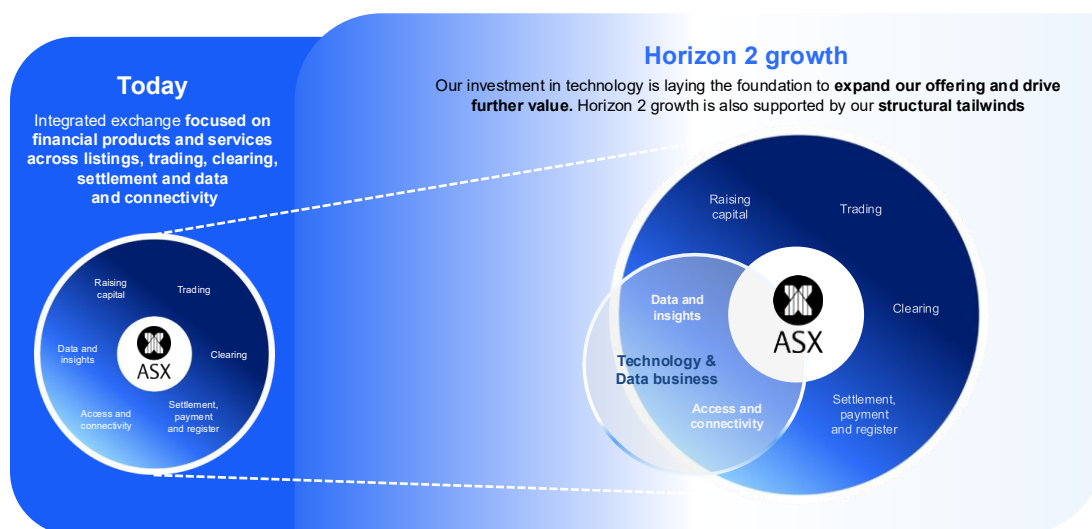 Today
Integrated exchange focused on
financial products and services
across listings, trading, clearing,
settlement and data
and connectivity
Raising
capital
Trading
Data and
insights
ASX
Clearing
Access and
connectivity
Settlement,
payment
and register
Horizon 2 growth
Our investment in technology is laying the foundation to expand our offering and drive
further value. Horizon 2 growth is also supported by our structural tailwinds
Raising
capital
Trading
Data and
insights
ASX
Clearing
Technology &
Data business
Access and
connectivity
Settlement,
payment
and register